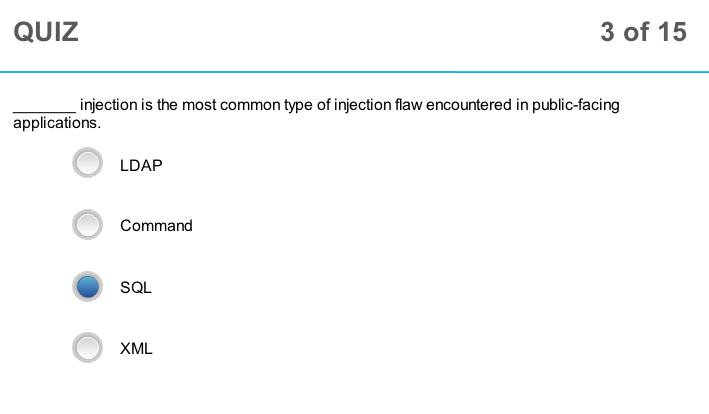 QUIZ
3 of 15
________ injection is the most common type of injection flaw encountered in public-facing
applications.
LDAP
Command
SQL
XML